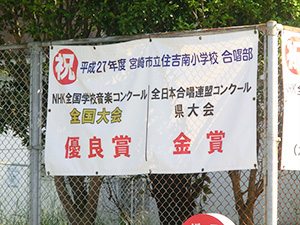 祝 平成27年度 宮崎市立住吉南小学校 合唱部
NHK全国学校音楽コンクール
全国大会
優良賞
全日本合唱連盟コンクール
県大会
金賞